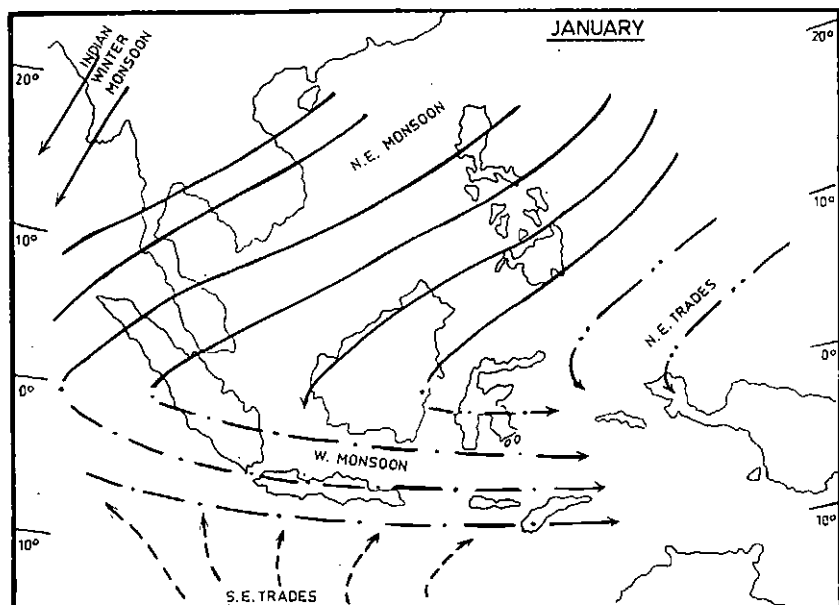 JANUARY
INDIAN
WINTER
MONSOON
20°
20°
N.E. MONSOON
10°
10°
N.E. TRADES
0°
0°
W. MONSOON
10°
10°
S.E. TRADES